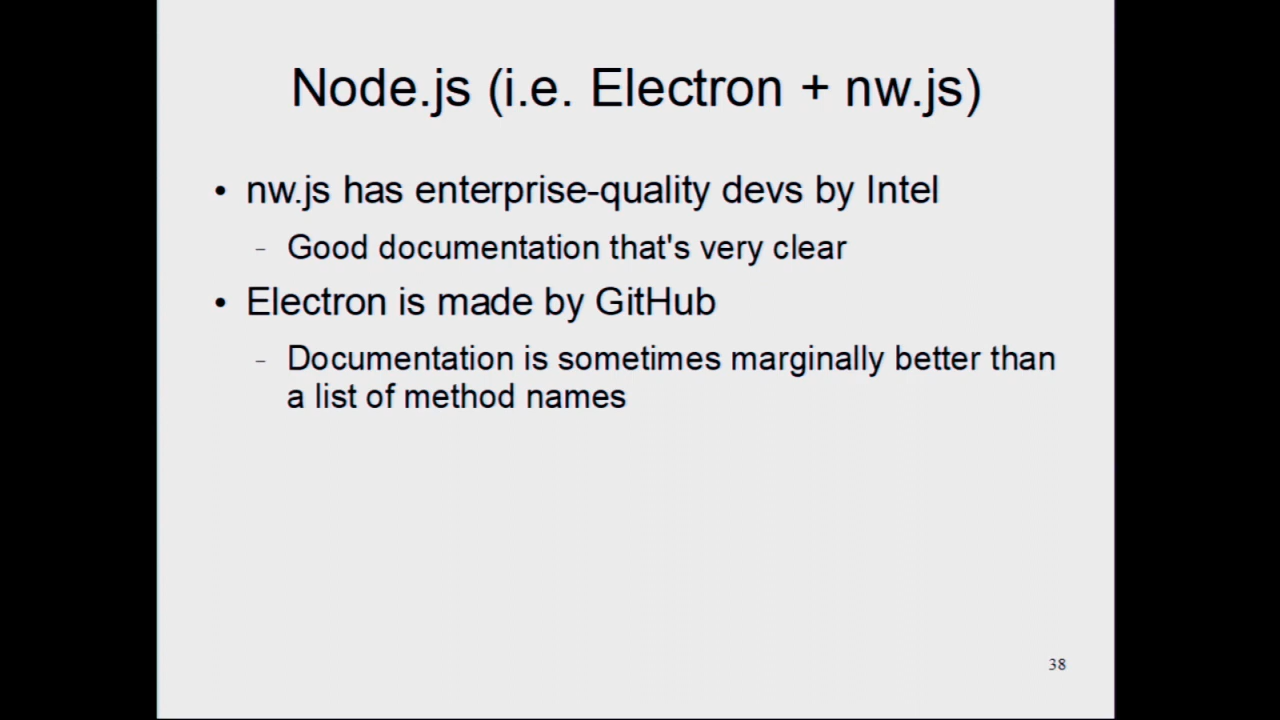 Node.js (i.e. Electron + nw.js)
• nw.js has enterprise-quality devs by Intel
– Good documentation that's very clear
• Electron is made by GitHub
– Documentation is sometimes marginally better than
a list of method names
38